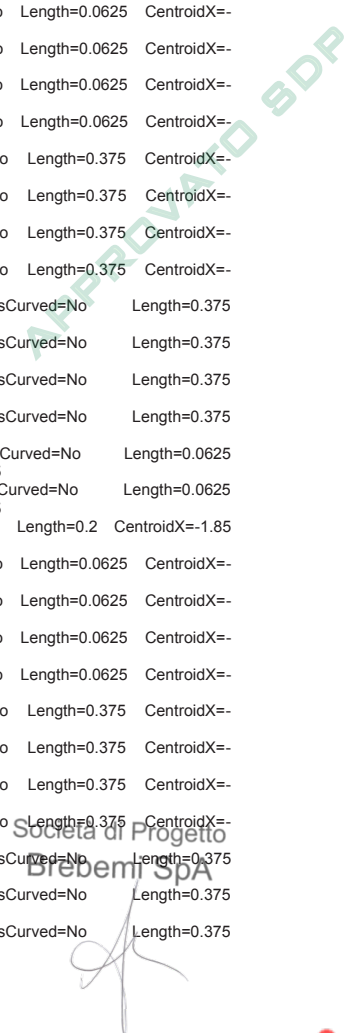 o Length=0.0625 CentroidX=-
o Length=0.0625 CentroidX=-
o Length=0.0625 CentroidX=-
o Length=0.0625 CentroidX=-
o Length=0.375 CentroidX=-
o Length=0.375 CentroidX=-
o Length=0.375 CentroidX=-
o Length=0.375 CentroidX=-
sCurved=No Length=0.375
sCurved=No Length=0.375
sCurved=No Length=0.375
sCurved=No Length=0.375
Curved=No Length=0.0625
Curved=No Length=0.0625
Length=0.2 CentroidX=-1.85
o Length=0.0625 CentroidX=-
o Length=0.0625 CentroidX=-
o Length=0.0625 CentroidX=-
o Length=0.0625 CentroidX=-
o Length=0.375 CentroidX=-
o Length=0.375 CentroidX=-
o Length=0.375 CentroidX=-
o Length=0.375 CentroidX=-
Società di Progetto
sCurved=No Length=0.375
Brebemi SpA
sCurved=No Length=0.375
sCurved=No Length=0.375
APPROVATO SDP